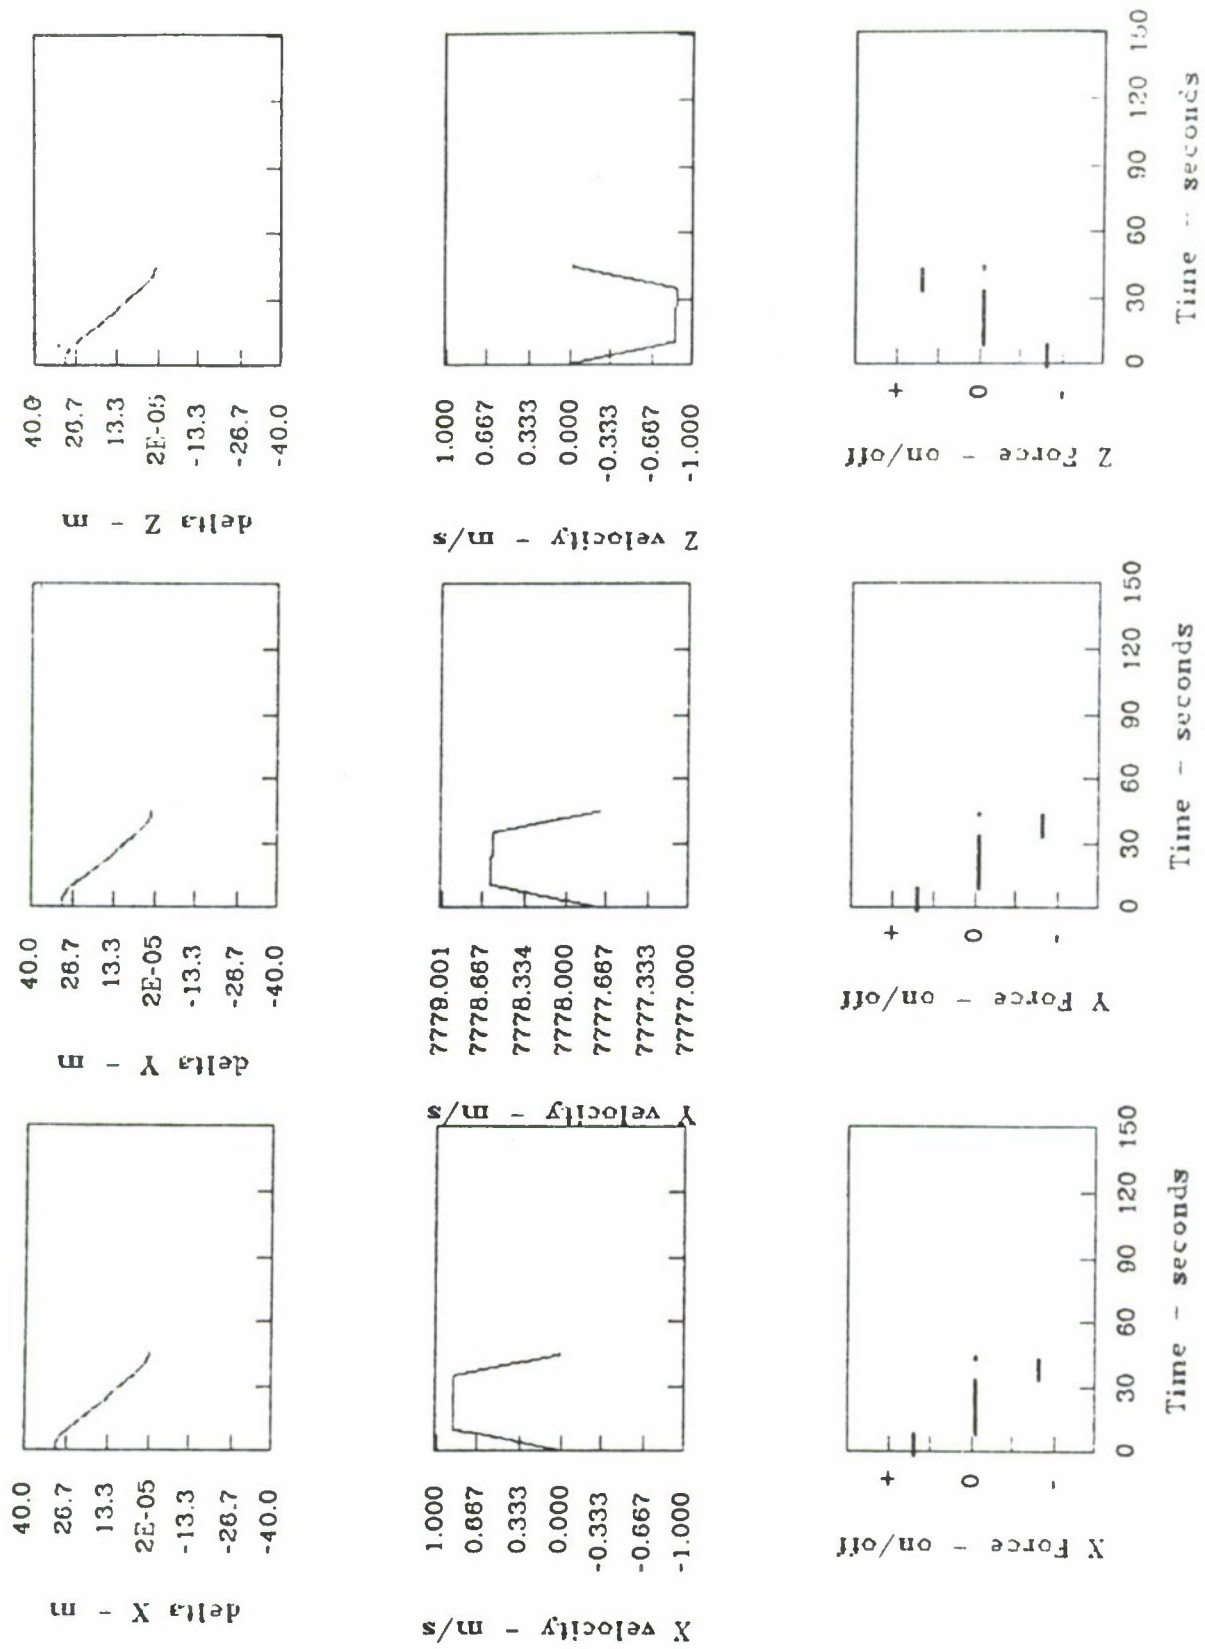 delta X - m
40.0
26.7
13.3
2E-05
-13.3
-26.7
-40.0
X velocity - m/s
1.000
0.667
0.333
0.000
-0.333
-0.667
-1.000
X Force - on/off
+
0
-
0 30 60 90 120 150
Time - seconds
delta Y - m
40.0
26.7
13.3
2E-05
-13.3
-26.7
-40.0
Y velocity - m/s
7779.001
7778.667
7778.334
7778.000
7777.667
7777.333
7777.000
Y Force - on/off
+
0
-
0 30 60 90 120 150
Time - seconds
delta Z - m
40.0
26.7
13.3
2E-05
-13.3
-26.7
-40.0
Z velocity - m/s
1.000
0.667
0.333
0.000
-0.333
-0.667
-1.000
Z Force - on/off
+
0
-
0 30 60 90 120 150
Time - seconds